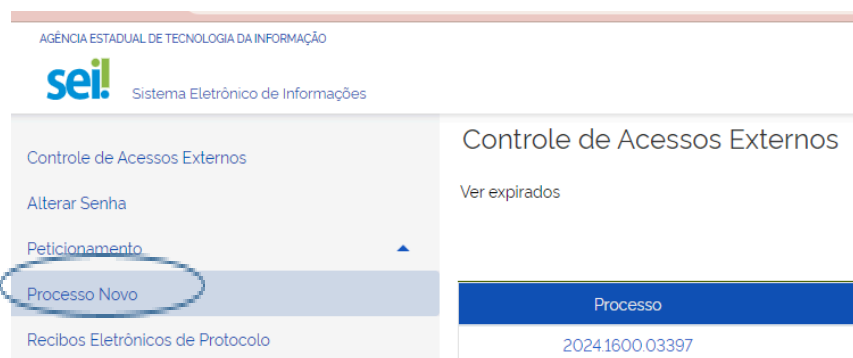 AGÊNCIA ESTADUAL DE TECNOLOGIA DA INFORMAÇÃO
sei!
Sistema Eletrônico de Informações
Controle de Acessos Externos
Alterar Senha
Peticionamento
Processo Novo
Recibos Eletrônicos de Protocolo
Controle de Acessos Externos
Ver expirados
Processo
2024.1600.03397